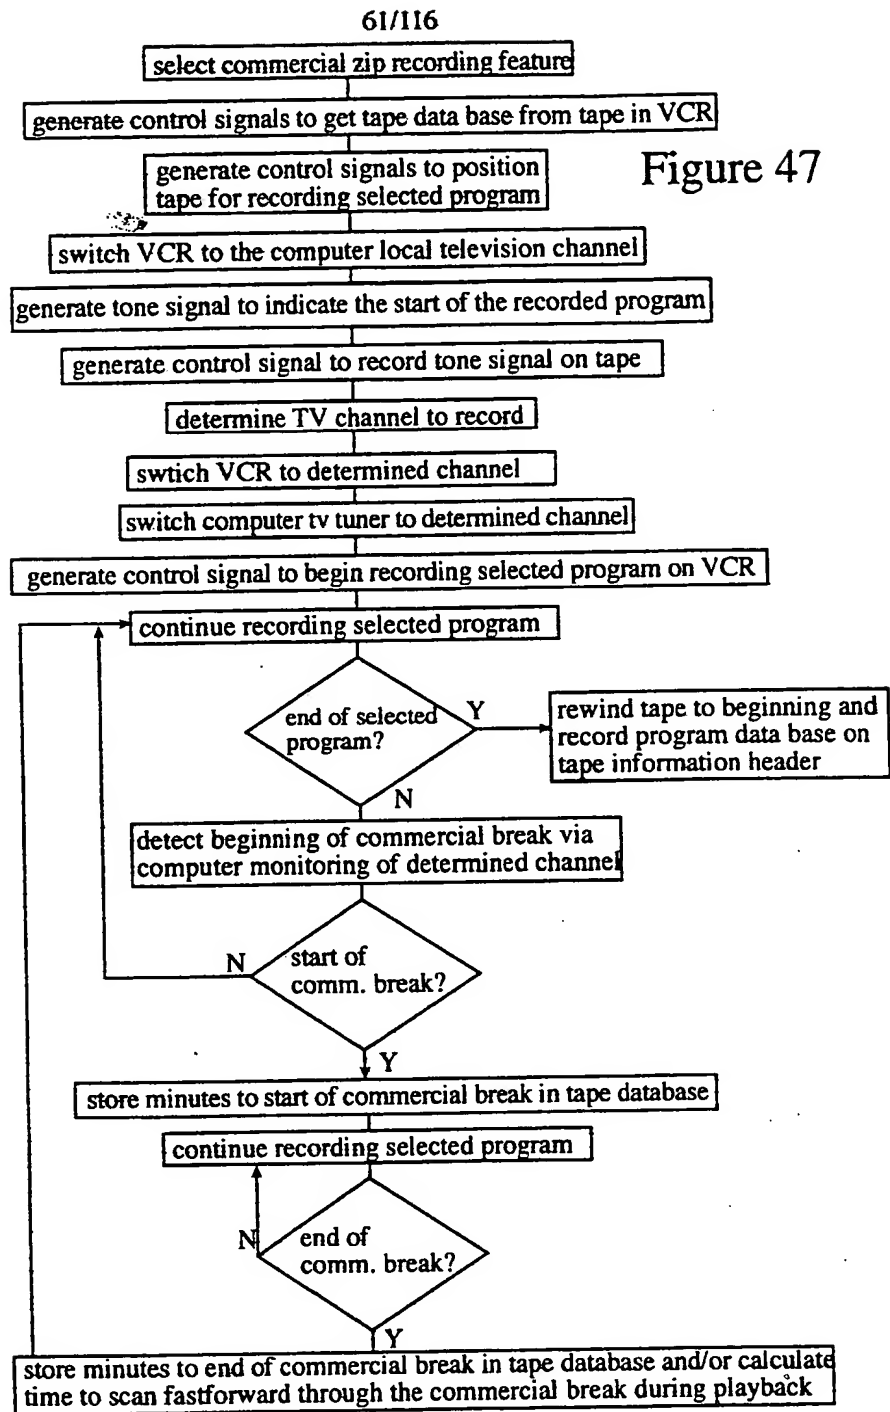 61/116
select commercial zip recording feature
generate control signals to get tape data base from tape in VCR
generate control signals to position
tape for recording selected program
Figure 47
switch VCR to the computer local television channel
generate tone signal to indicate the start of the recorded program
generate control signal to record tone signal on tape
determine TV channel to record
swtich VCR to determined channel
switch computer tv tuner to determined channel
generate control signal to begin recording selected program on VCR
continue recording selected program
end of selected
program?
Y
rewind tape to beginning and
record program data base on
tape information header
N
detect beginning of commercial break via
computer monitoring of determined channel
N
start of
comm. break?
Y
store minutes to start of commercial break in tape database
continue recording selected program
N
end of
comm. break?
Y
store minutes to end of commercial break in tape database and/or calculate
time to scan fastforward through the commercial break during playback